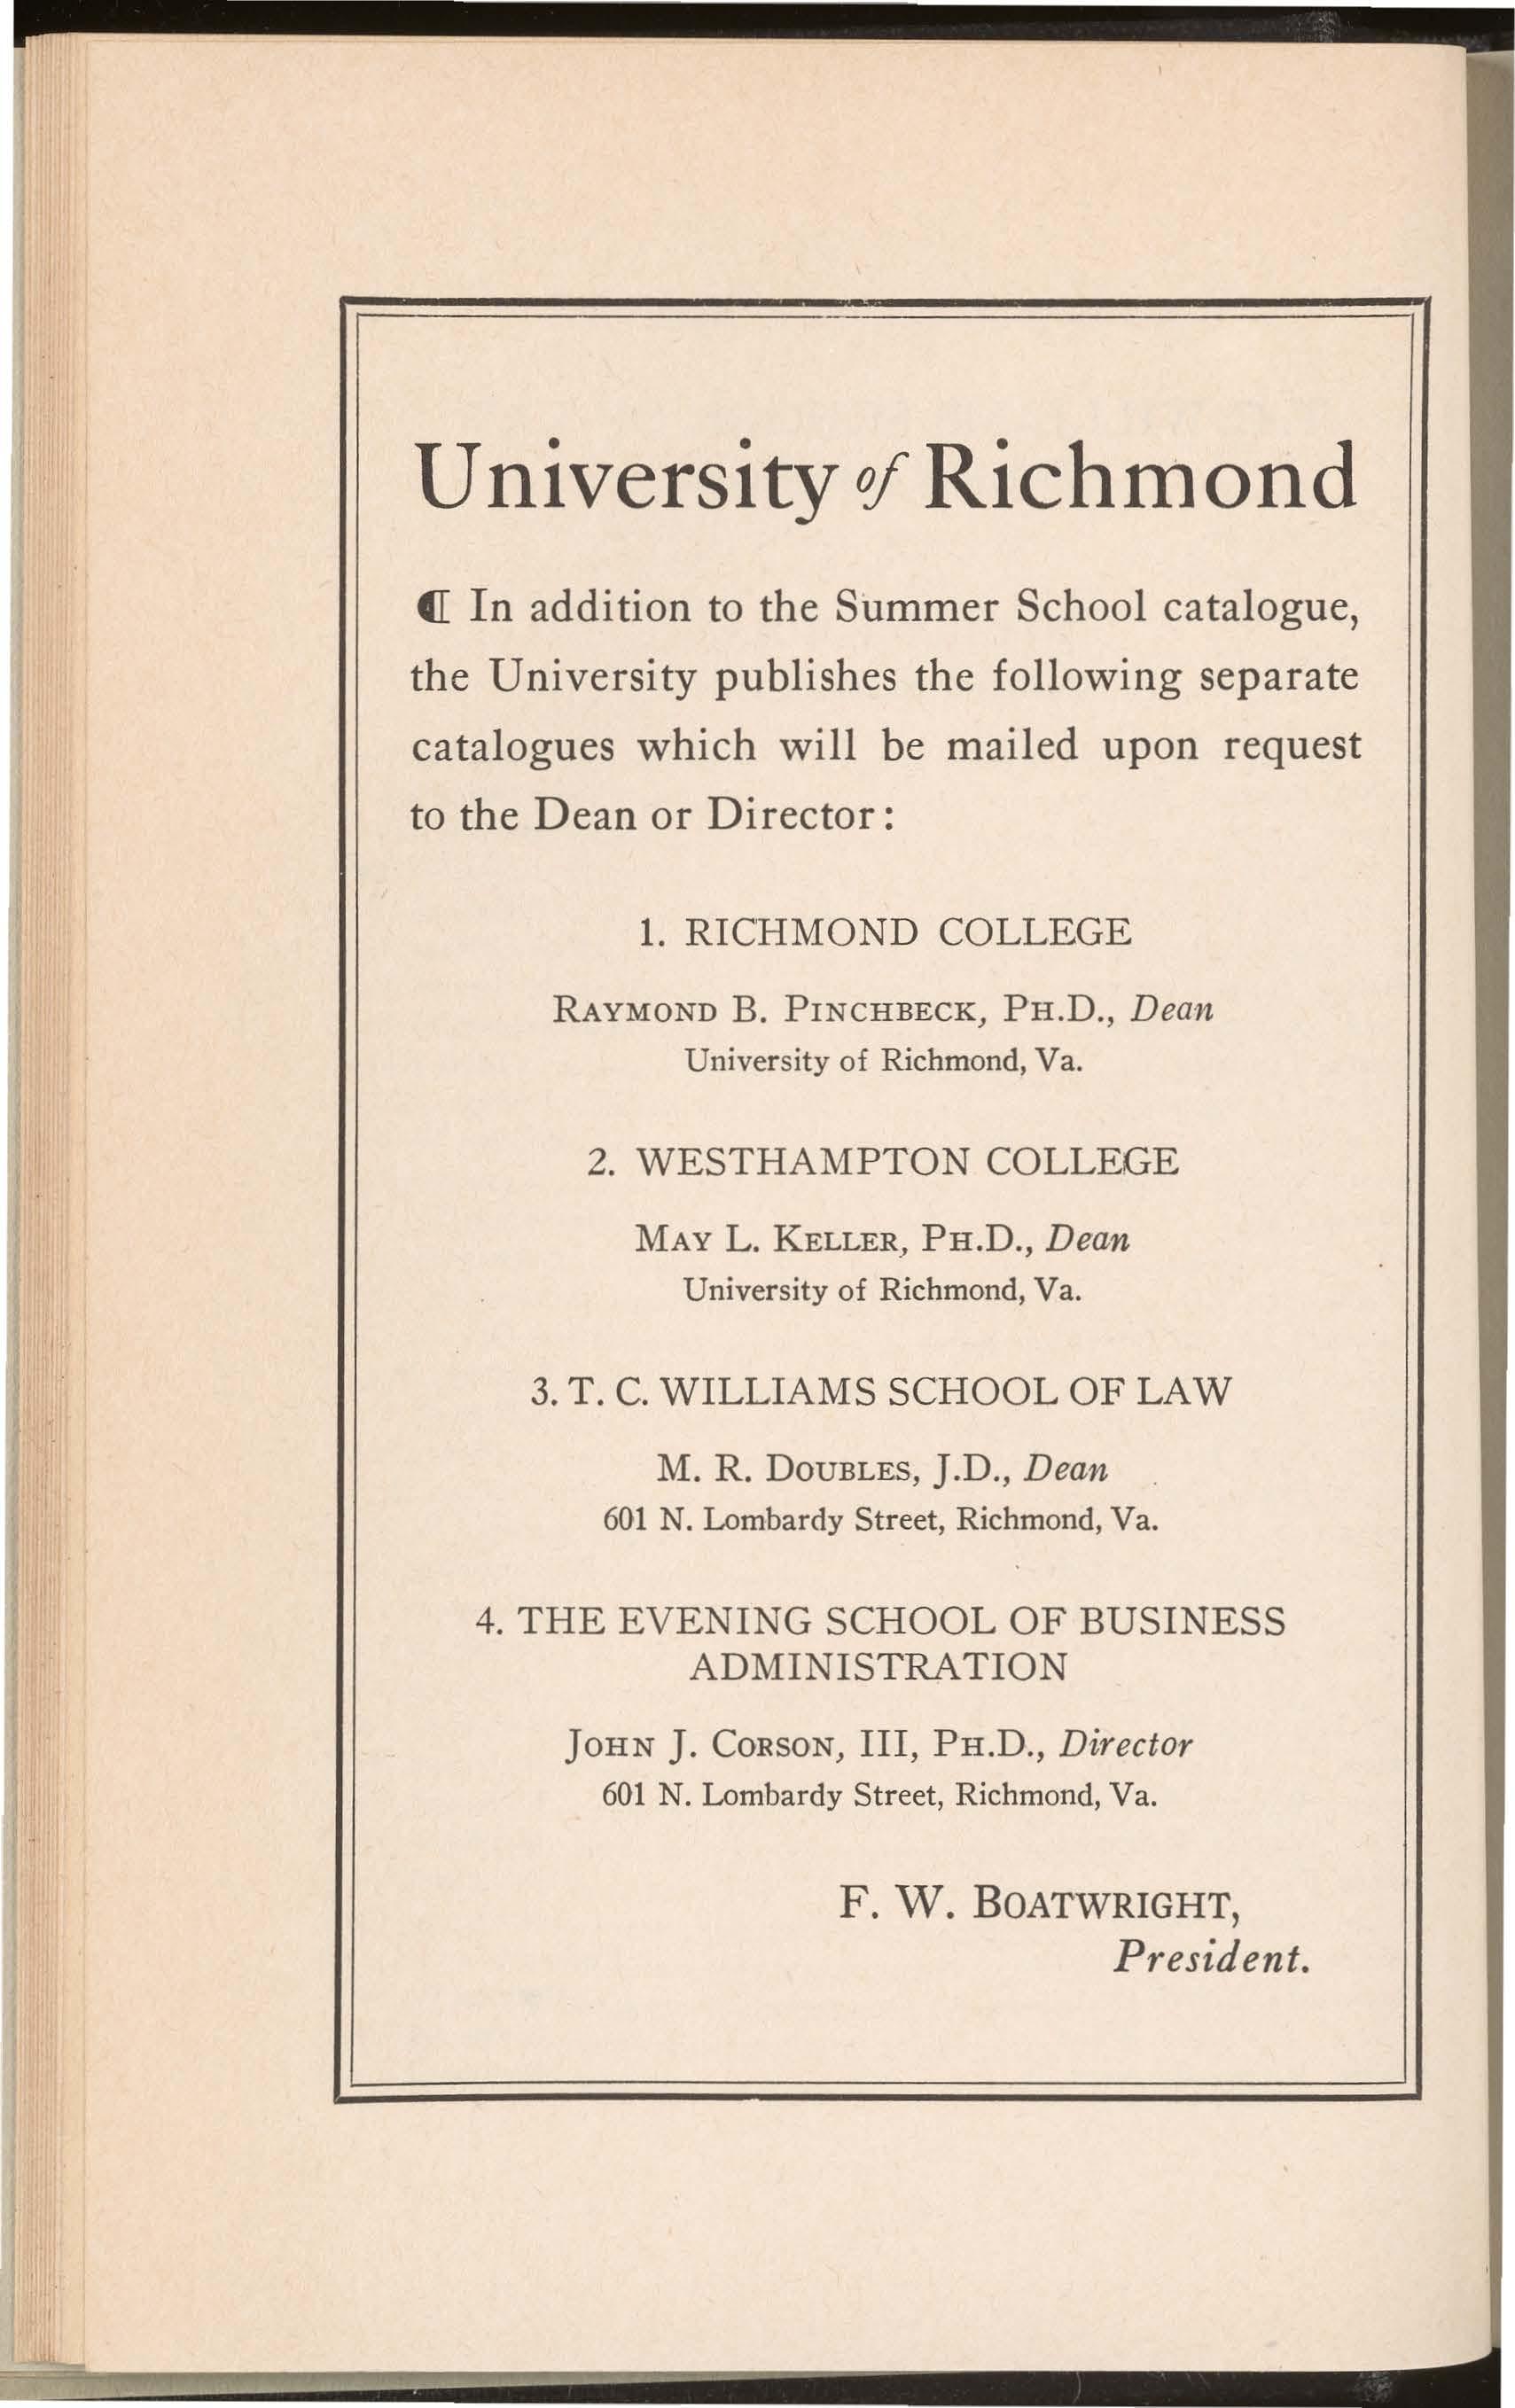 University of Richmond
¶ In addition to the Summer School catalogue,
the University publishes the following separate
catalogues which will be mailed upon request
to the Dean or Director:
1. RICHMOND COLLEGE
RAYMOND B. PINCHBECK, PH.D., Dean
University of Richmond, Va.
2. WESTHAMPTON COLLEGE
MAY L. KELLER, PH.D., Dean
University of Richmond, Va.
3. T. C. WILLIAMS SCHOOL OF LAW
M. R. DOUBLES, J.D., Dean
601 N. Lombardy Street, Richmond, Va.
4. THE EVENING SCHOOL OF BUSINESS
ADMINISTRATION
JOHN J. CORSON, III, PH.D., Director
601 N. Lombardy Street, Richmond, Va.
F. W. BOATWRIGHT,
President.